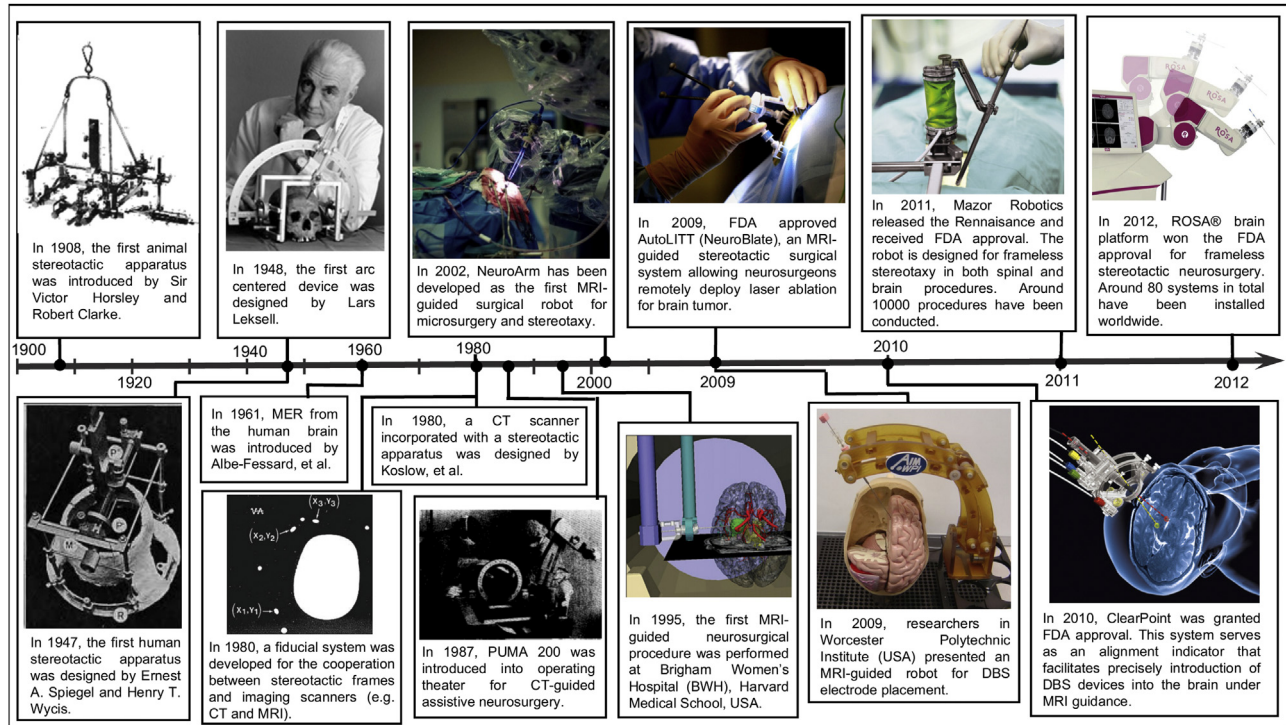 In 1908, the first animal
stereotactic apparatus
was introduced by Sir
Victor Horsley and
Robert Clarke.
In 1948, the first arc
centered device was
designed by Lars
Leksell.
In 2002, NeuroArm has been
developed as the first MRI-
guided surgical robot for
microsurgery and stereotaxy.
In 2009, FDA approved
AutoLITT (NeuroBlate), an MRI-
guided stereotactic surgical
system allowing neurosurgeons
remotely deploy laser ablation
for brain tumor.
In 2011, Mazor Robotics
released the Rennaisance and
received FDA approval. The
robot is designed for frameless
stereotaxy in both spinal and
brain procedures. Around
10000 procedures have been
conducted.
ROSA
ROSA
ROSA
In 2012, ROSA® brain
platform won the FDA
approval for frameless
stereotactic neurosurgery.
Around 80 systems in total
have been installed
worldwide.
1900
1920
1940
1960
1980
2000
2009
2010
2011
2012
P'
P
M
R
In 1947, the first human
stereotactic apparatus
was designed by Ernest
A. Spiegel and Henry T.
Wycis.
In 1961, MER from
the human brain
was introduced by
Albe-Fessard, et al.
(X3,Y3)
(X2,Y2)
(X1,Y1)
In 1980, a fiducial system was
developed for the cooperation
between stereotactic frames
and imaging scanners (e.g.
CT and MRI).
In 1980, a CT scanner
incorporated with a stereotactic
apparatus was designed by
Koslow, et al.
In 1987, PUMA 200 was
introduced into operating
theater for CT-guided
assistive neurosurgery.
In 1995, the first MRI-
guided neurosurgical
procedure was performed
at Brigham Women's
Hospital (BWH), Harvard
Medical School, USA.
AIM
WPI
In 2009, researchers in
Worcester Polytechnic
Institute (USA) presented an
MRI-guided robot for DBS
electrode placement.
In 2010, ClearPoint was granted
FDA approval. This system serves
as an alignment indicator that
facilitates precisely introduction of
DBS devices into the brain under
MRI guidance.